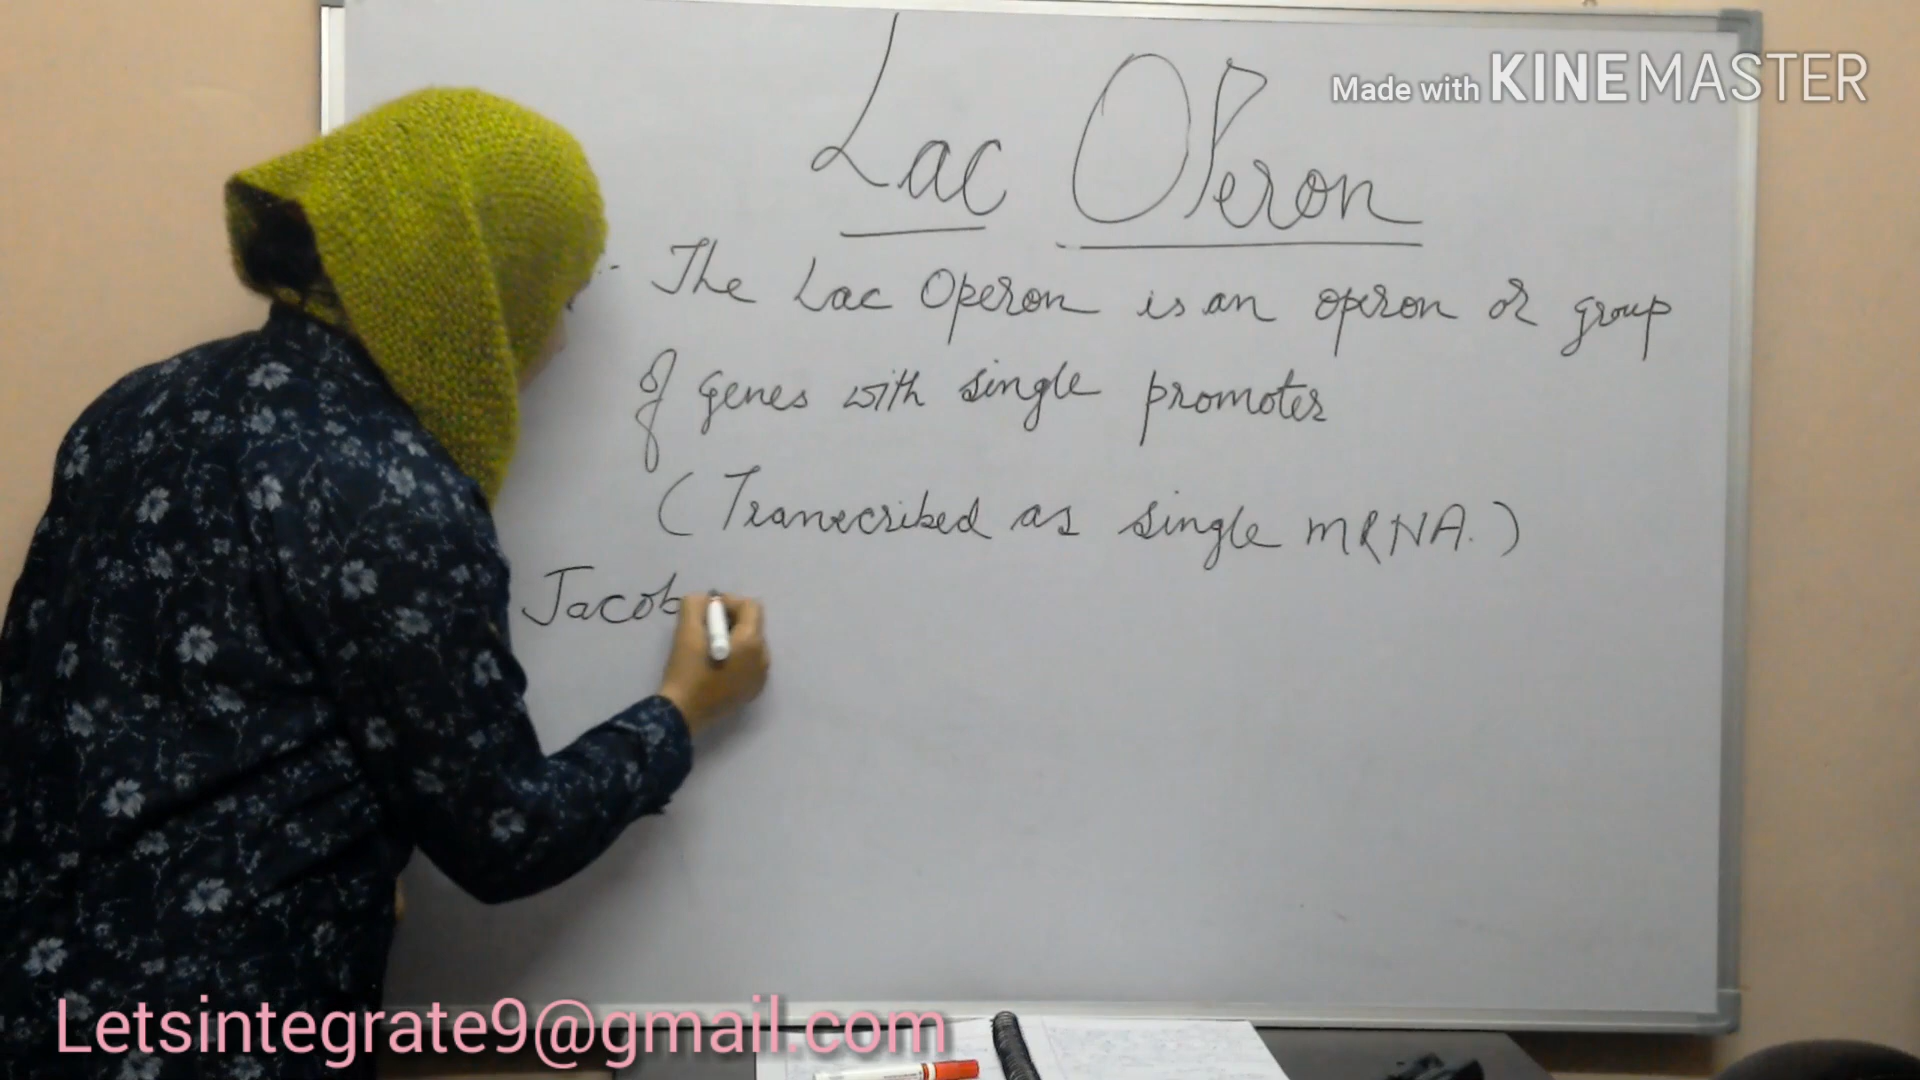 Made with KINEMASTER
Lac OPeron
The Lac Operon is an operon or group
of genes with single promoter
(Transcribed as single mRNA.)
Jacob
Letsintegrate9@gmail.com